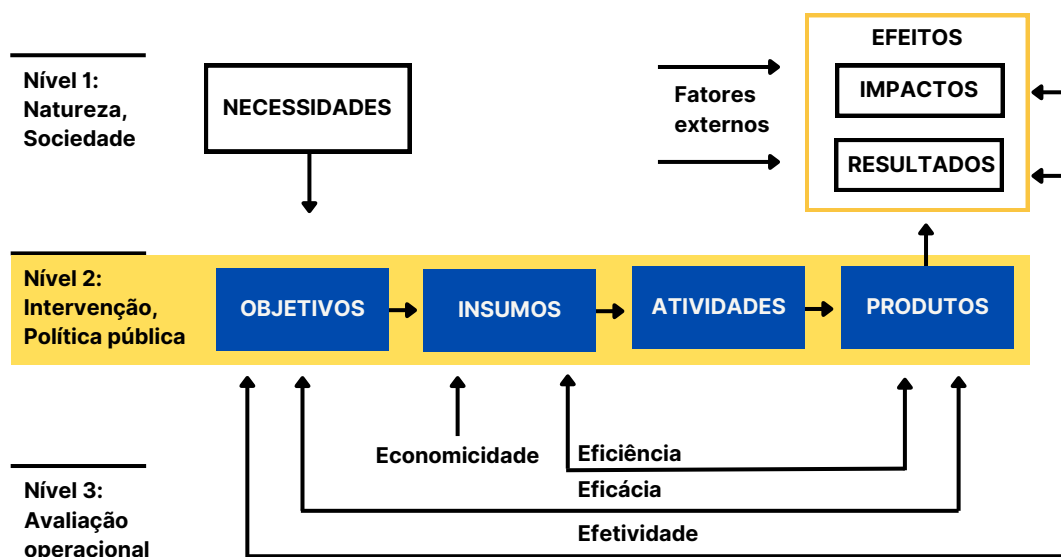 Nível 1:
Natureza,
Sociedade
NECESSIDADES
Fatores
externos
EFEITOS
IMPACTOS
RESULTADOS
Nível 2:
Intervenção,
Política pública
OBJETIVOS
INSUMOS
ATIVIDADES
PRODUTOS
Economicidade
Eficiência
Eficácia
Efetividade
Nível 3:
Avaliação
operacional